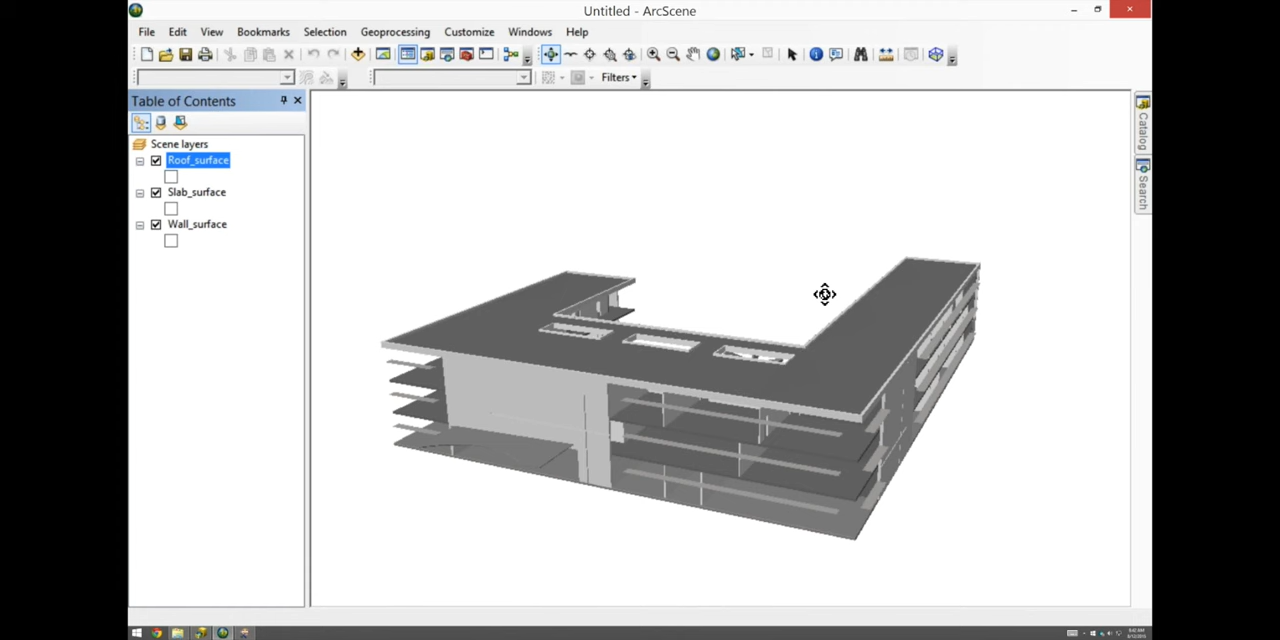 Untitled - ArcScene
File Edit View Bookmarks Selection Geoprocessing Customize Windows Help
Filters
Table of Contents
Scene layers
Roof_surface
Slab_surface
Wall_surface
Catalog
Search